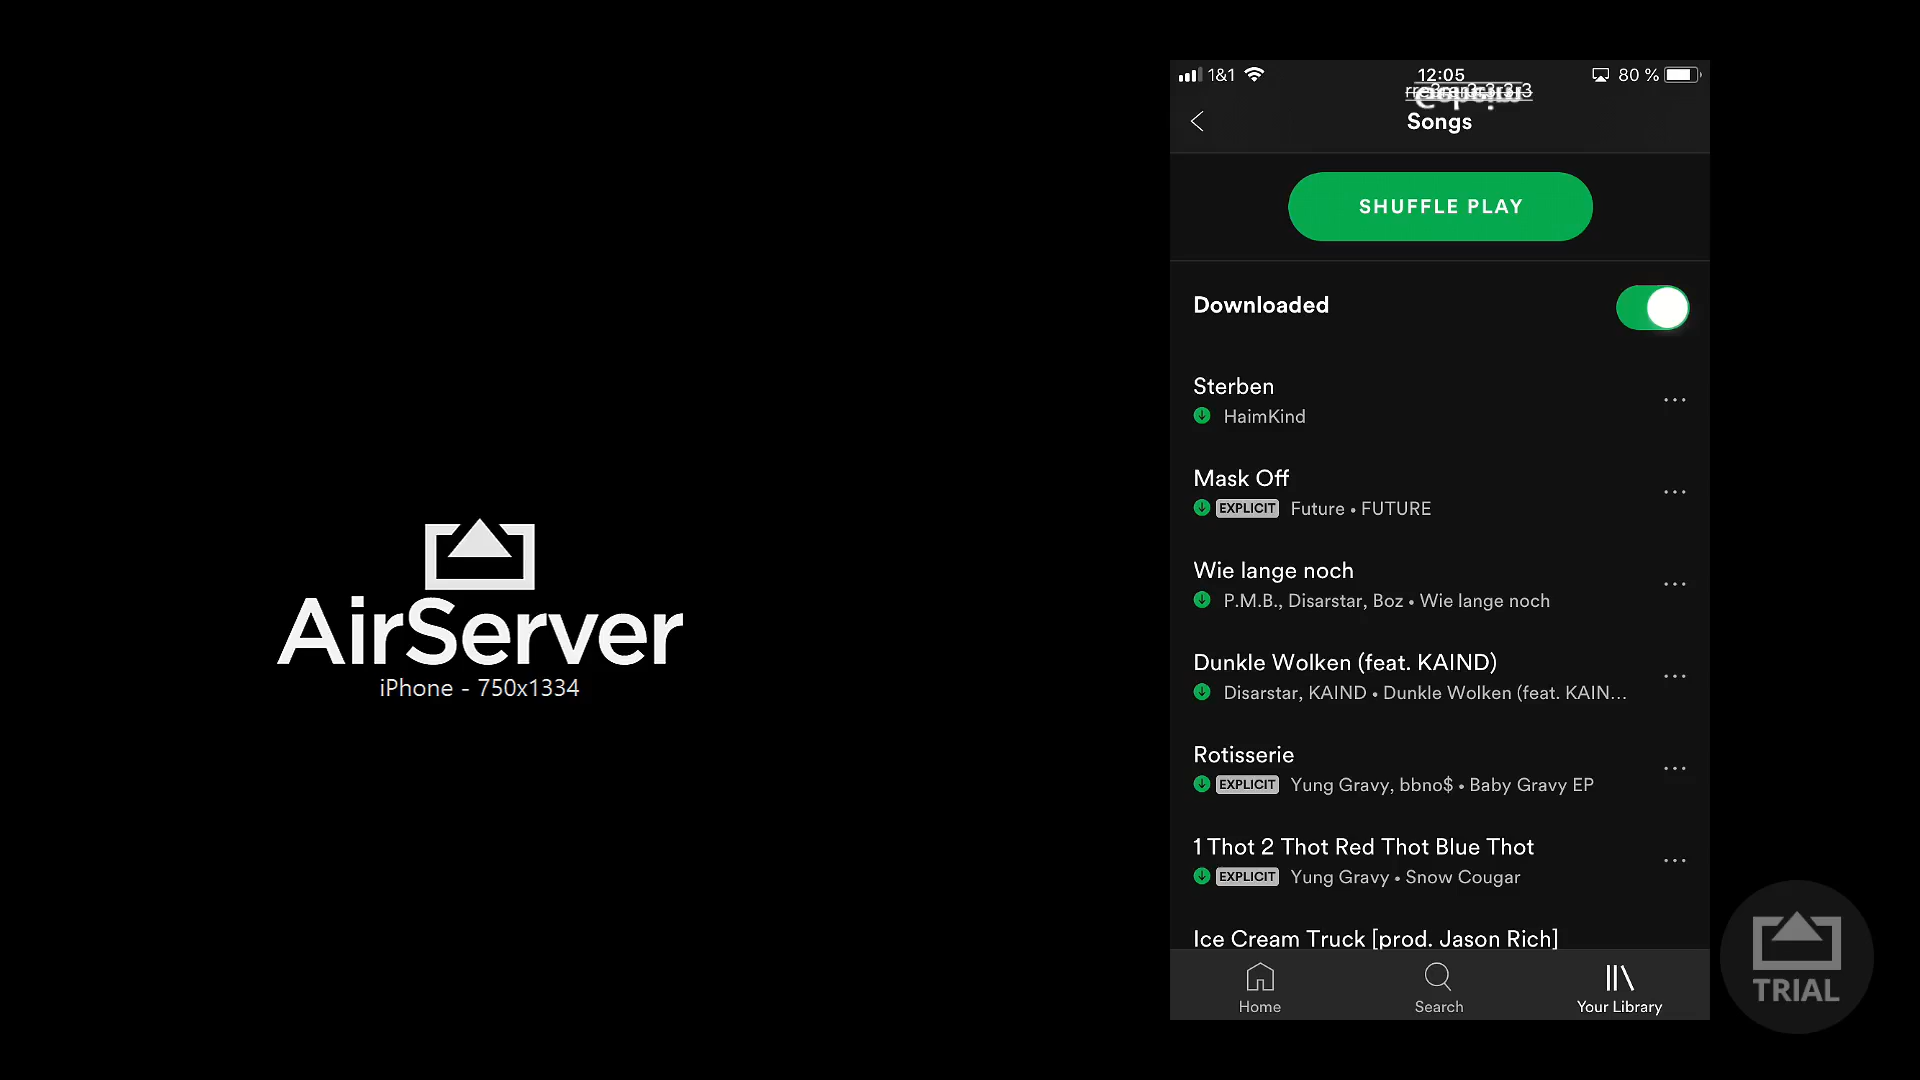 AirServer
iPhone - 750x1334
1&1
12:05
80 %
Songs
SHUFFLE PLAY
Downloaded
Sterben
HaimKind
Mask Off
EXPLICIT Future • FUTURE
Wie lange noch
P.M.B., Disarstar, Boz • Wie lange noch
Dunkle Wolken (feat. KAIND)
Disarstar, KAIND • Dunkle Wolken (feat. KAIN...
Rotisserie
EXPLICIT Yung Gravy, bbno$ • Baby Gravy EP
1 Thot 2 Thot Red Thot Blue Thot
EXPLICIT Yung Gravy • Snow Cougar
Ice Cream Truck [prod. Jason Rich]
Home
Search
Your Library
TRIAL